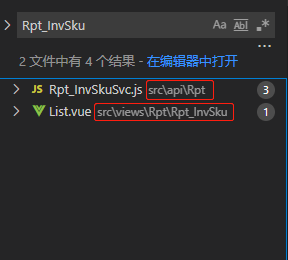 Rpt_InvSku
Aa Ab .*
...
2 文件中有 4 个结果 - 在编辑器中打开
JS Rpt_InvSkuSvc.js src\api\Rpt 3
List.vue src\views\Rpt\Rpt_InvSku 1